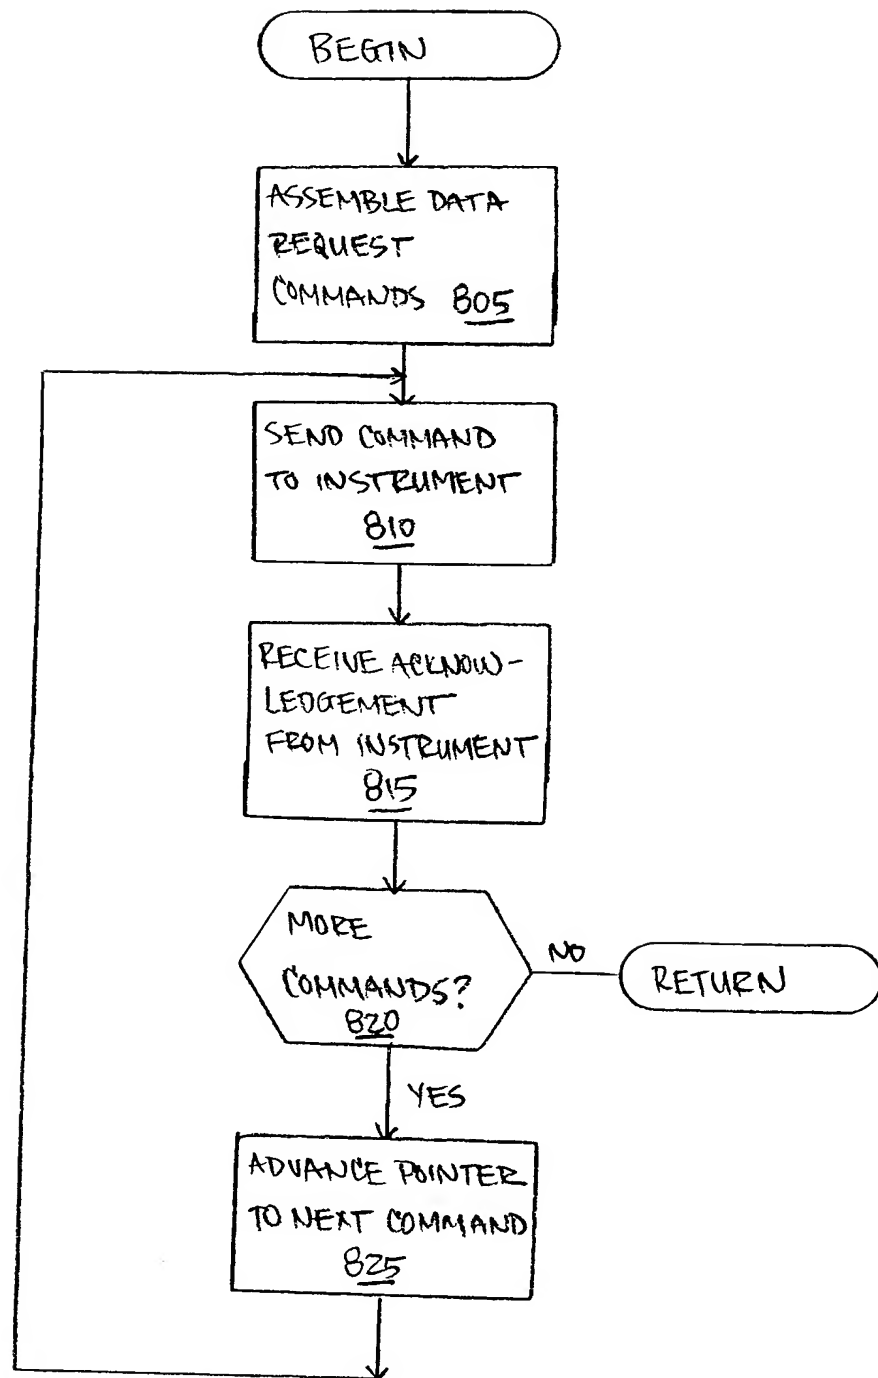 BEGIN
ASSEMBLE DATA
REQUEST
COMMANDS 805
SEND COMMAND
TO INSTRUMENT
810
RECEIVE ACKNOW-
LEDGEMENT
FROM INSTRUMENT
815
MORE
COMMANDS?
820
NO
RETURN
YES
ADVANCE POINTER
TO NEXT COMMAND
825